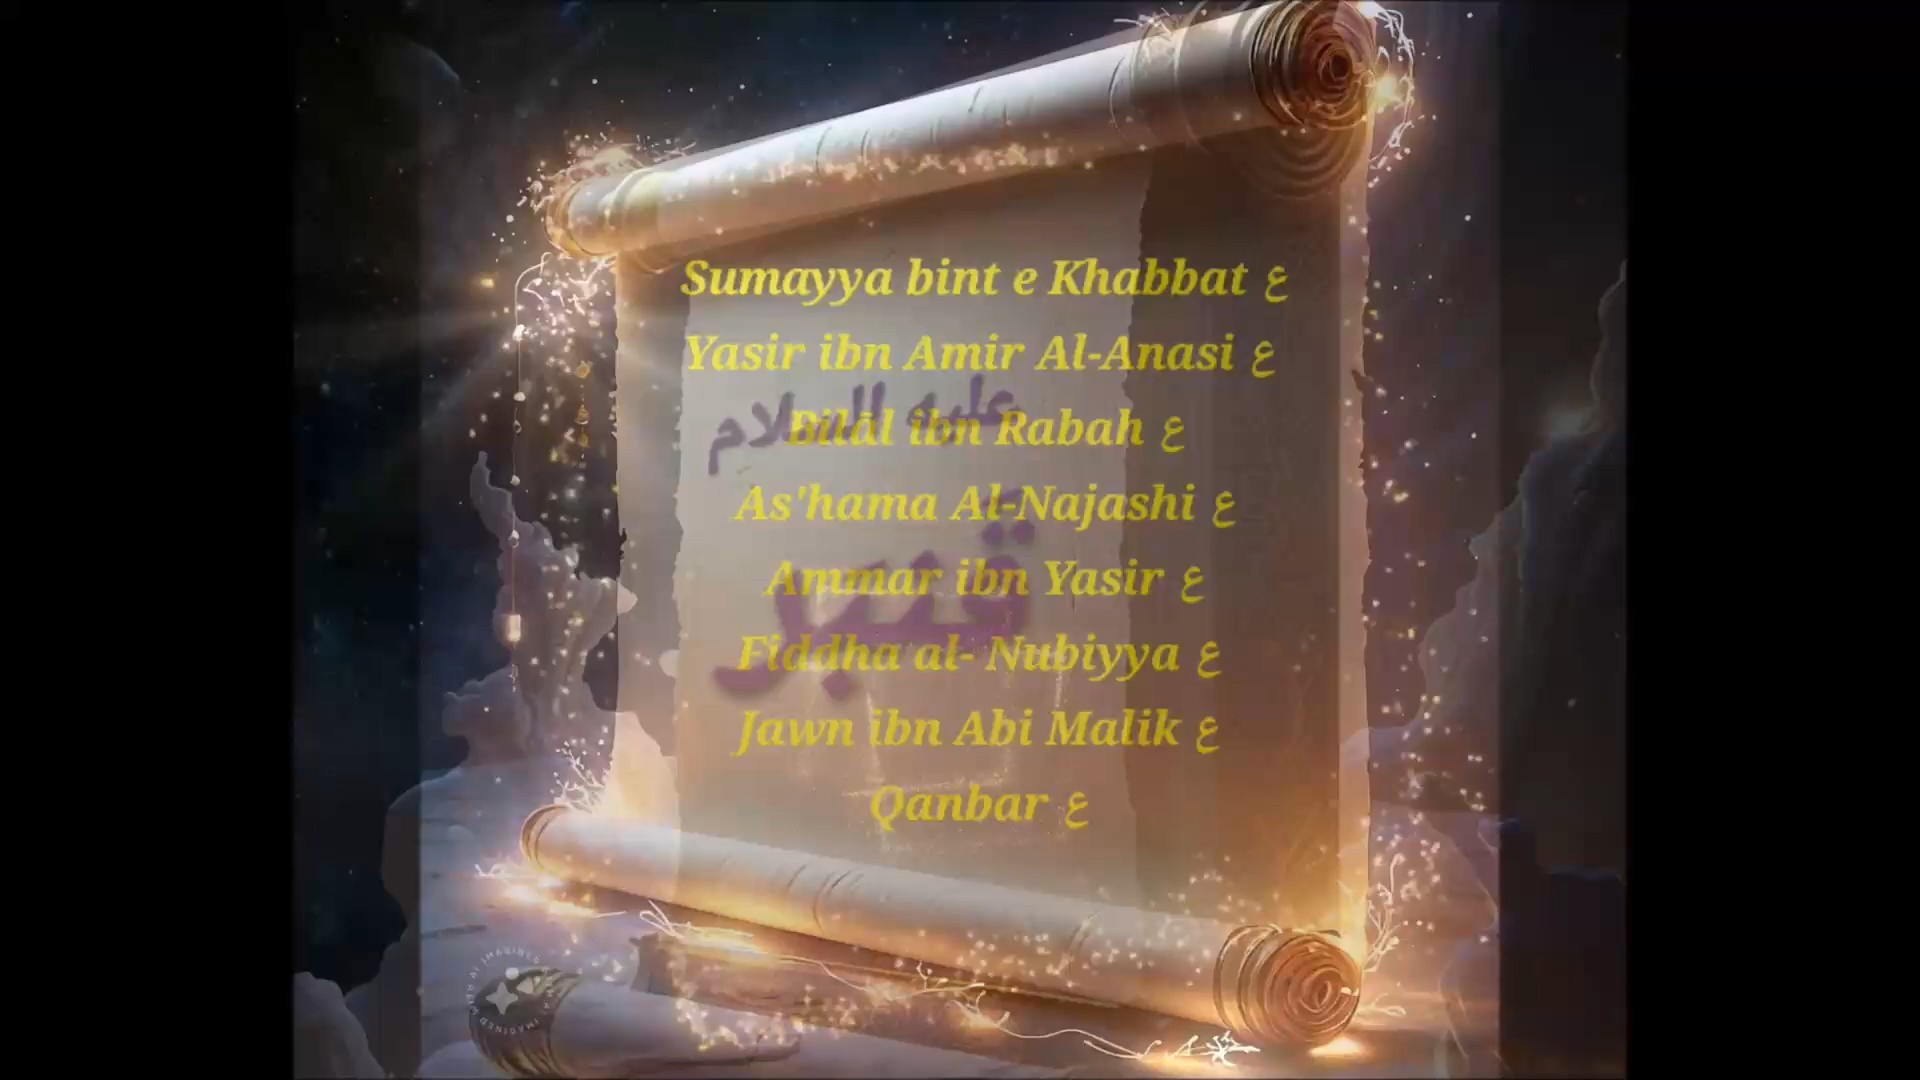 Sumayya bint e Khabbat ع
Yasir ibn Amir Al-Anasi ع
Bilāl ibn Rabah ع
As'hama Al-Najashi ع
Ammar ibn Yasir ع
Fiddha al- Nubiyya ع
Jawn ibn Abi Malik ع
Qanbar ع
عليه السلام
قنبر